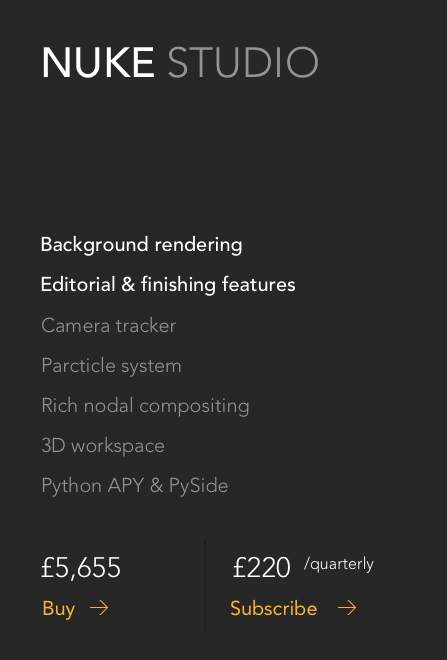 NUKE STUDIO
Background rendering
Editorial & finishing features
Camera tracker
Parcticle system
Rich nodal compositing
3D workspace
Python APY & PySide
£5,655
Buy →
£220 /quarterly
Subscribe →